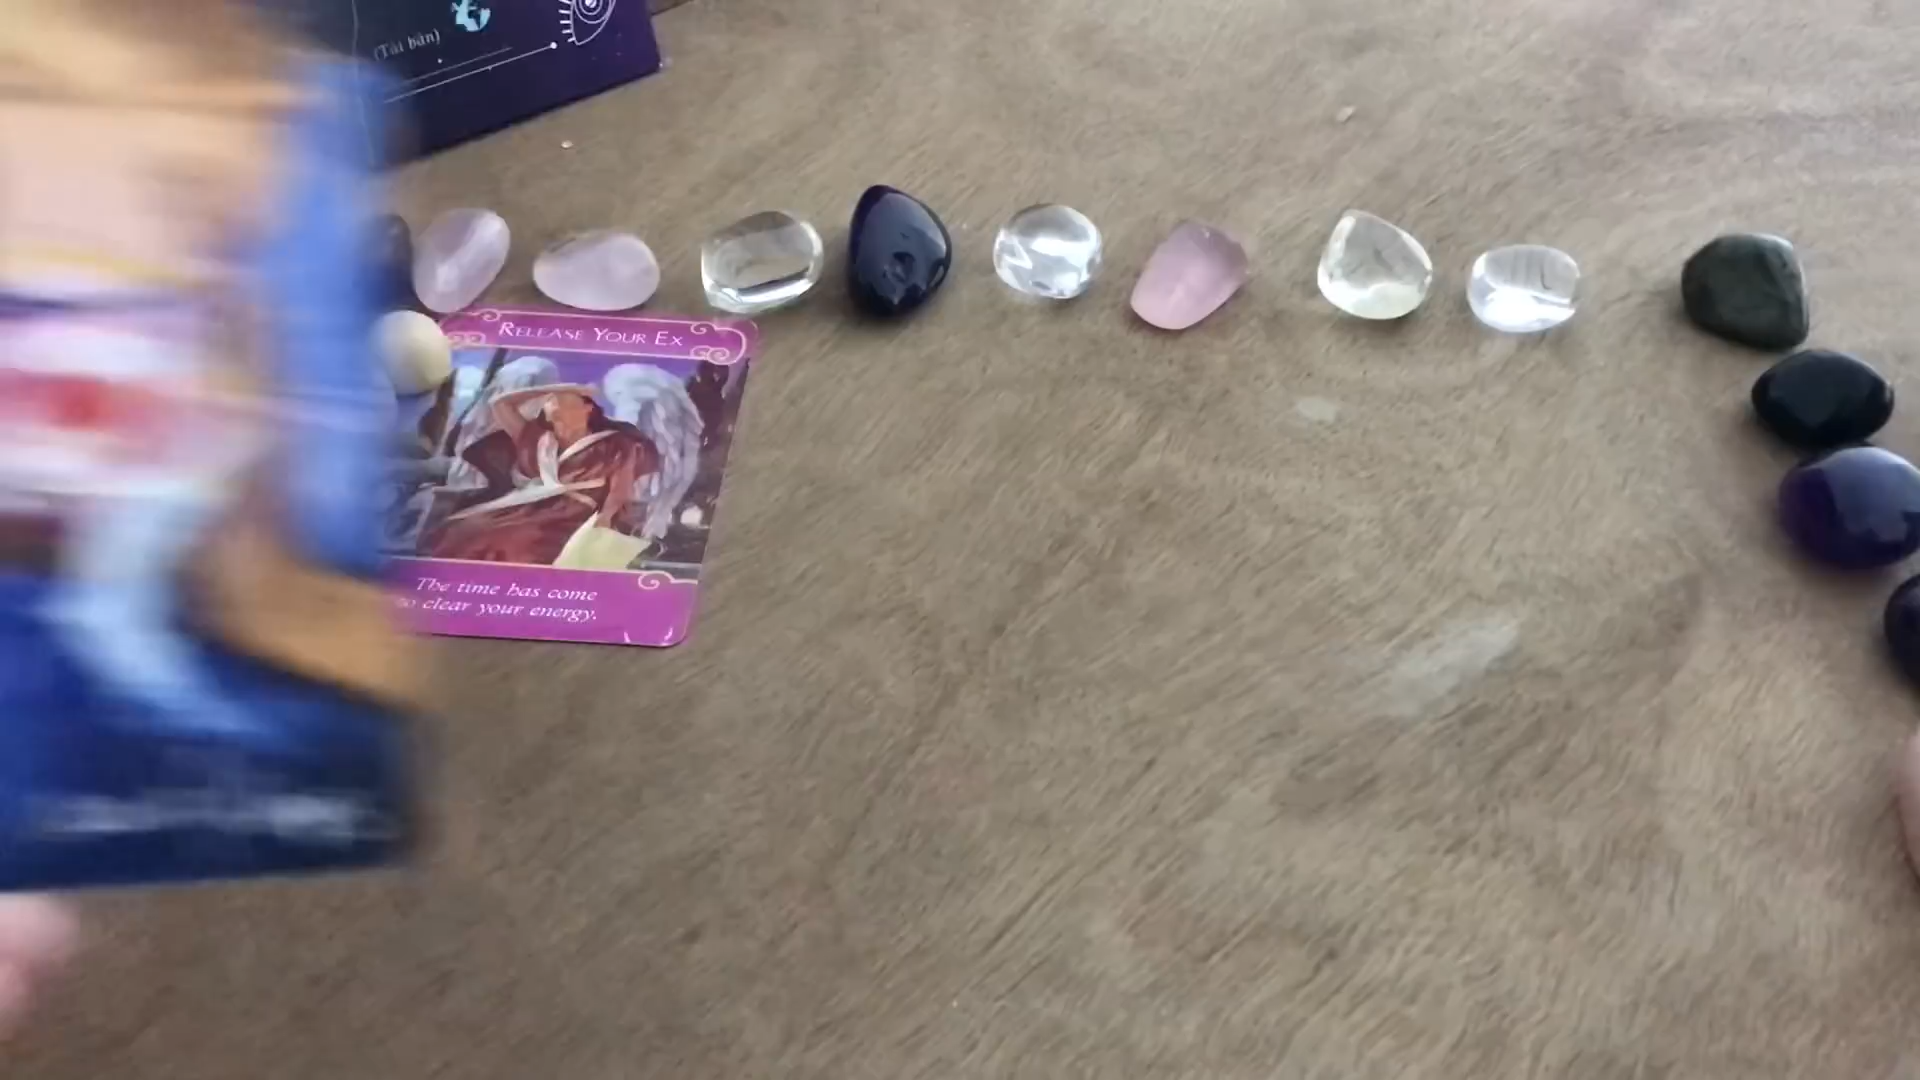 (Tái bản)
RELEASE YOUR EX
The time has come
to clear your energy.